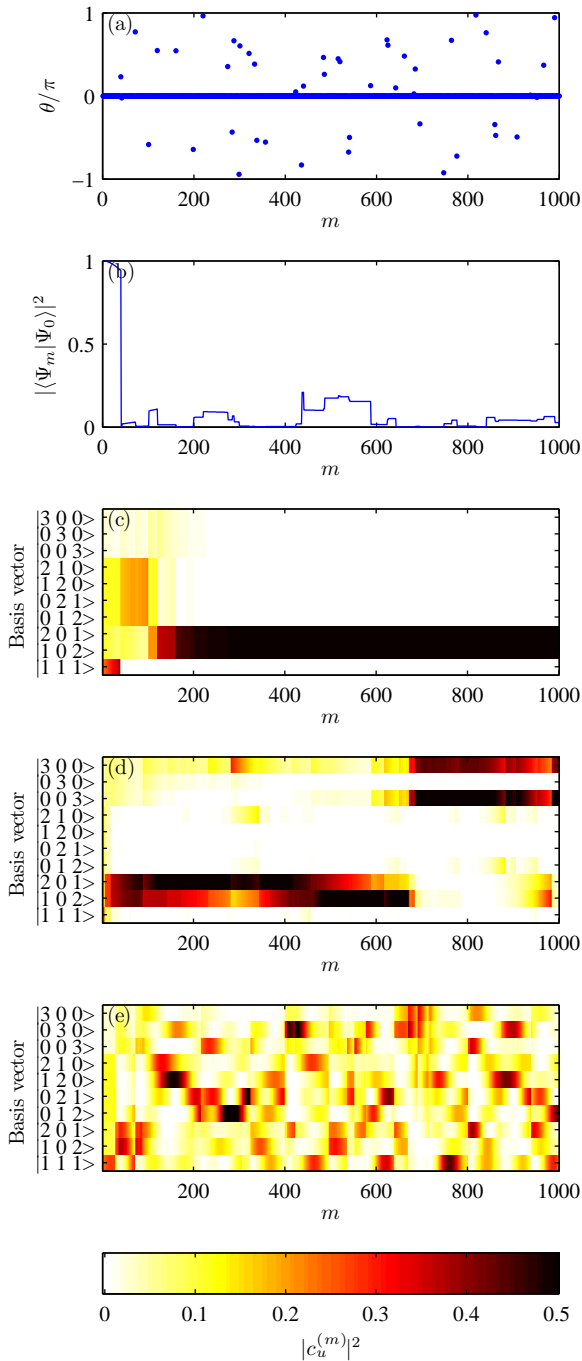 (a)
θ/π
1
0
−1
0 200 400 600 800 1000
m
(b)
|⟨Ψ_m|Ψ_0⟩|^2
1
0.5
0
0 200 400 600 800 1000
m
(c)
Basis vector
|3 0 0>
|0 3 0>
|0 0 3>
|2 1 0>
|1 2 0>
|0 2 1>
|0 1 2>
|2 0 1>
|1 0 2>
|1 1 1>
200 400 600 800 1000
m
(d)
Basis vector
|3 0 0>
|0 3 0>
|0 0 3>
|2 1 0>
|1 2 0>
|0 2 1>
|0 1 2>
|2 0 1>
|1 0 2>
|1 1 1>
200 400 600 800 1000
m
(e)
Basis vector
|3 0 0>
|0 3 0>
|0 0 3>
|2 1 0>
|1 2 0>
|0 2 1>
|0 1 2>
|2 0 1>
|1 0 2>
|1 1 1>
200 400 600 800 1000
m
0 0.1 0.2 0.3 0.4 0.5
|c_u^{(m)}|^2